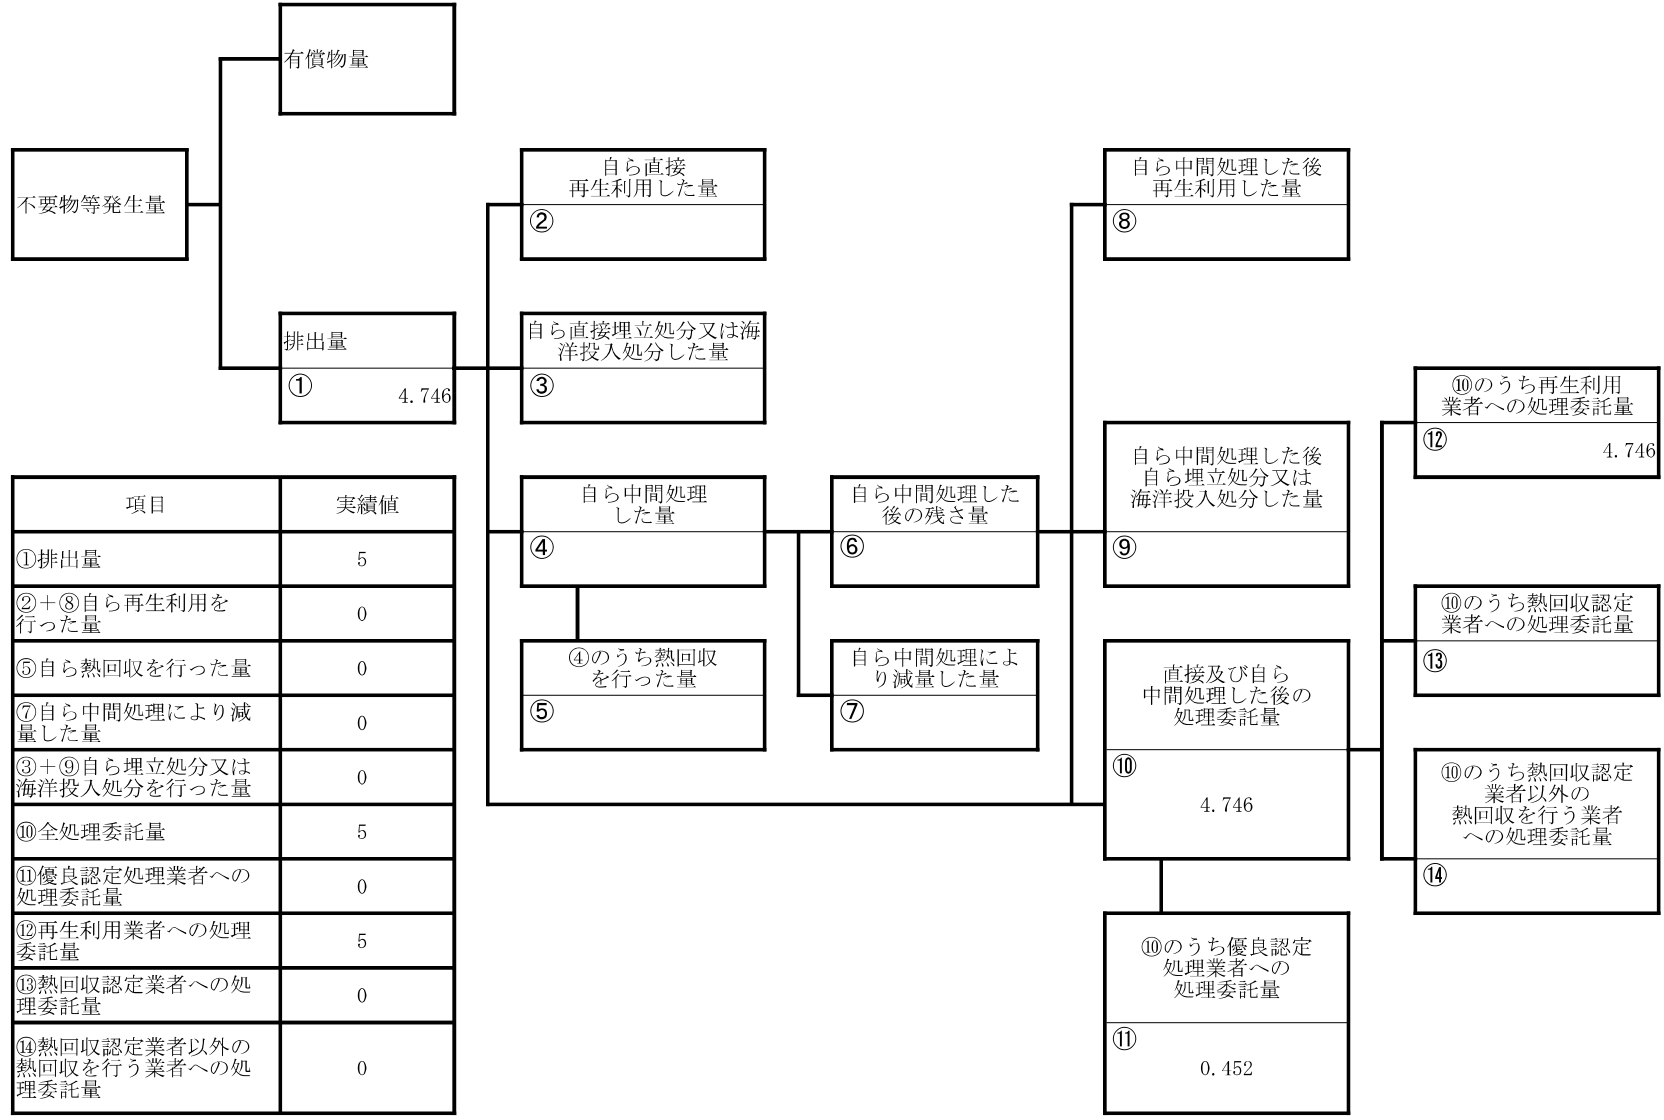 有償物量
不要物等発生量
排出量
①
4.746
自ら直接
再生利用した量
②
自ら直接埋立処分又は海
洋投入処分した量
③
自ら中間処理
した量
④
④のうち熱回収
を行った量
⑤
自ら中間処理した
後の残さ量
⑥
自ら中間処理によ
り減量した量
⑦
自ら中間処理した後
再生利用した量
⑧
自ら中間処理した後
自ら埋立処分又は
海洋投入処分した量
⑨
直接及び自ら
中間処理した後の
処理委託量
⑩
4.746
⑩のうち優良認定
処理業者への
処理委託量
⑪
0.452
⑩のうち再生利用
業者への処理委託量
⑫
4.746
⑩のうち熱回収認定
業者への処理委託量
⑬
⑩のうち熱回収認定
業者以外の
熱回収を行う業者
への処理委託量
⑭
項目 実績値
①排出量 5
②＋⑧自ら再生利用を
行った量 0
⑤自ら熱回収を行った量 0
⑦自ら中間処理により減
量した量 0
③＋⑨自ら埋立処分又は
海洋投入処分を行った量 0
⑩全処理委託量 5
⑪優良認定処理業者への
処理委託量 0
⑫再生利用業者への処理
委託量 5
⑬熱回収認定業者への処
理委託量 0
⑭熱回収認定業者以外の
熱回収を行う業者への処 0
理委託量